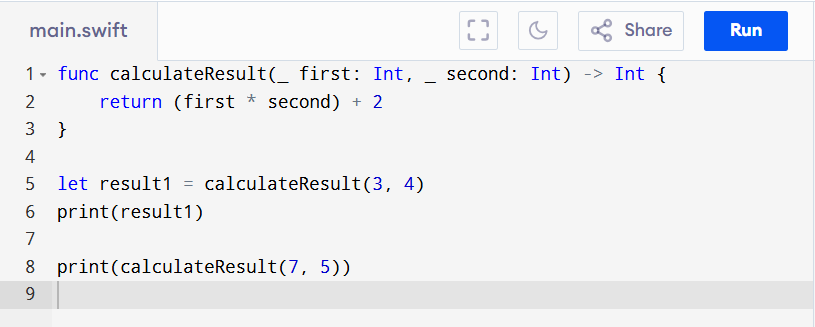 main.swift
Share
Run
1 func calculateResult(_ first: Int, _ second: Int) -> Int {
2     return (first * second) + 2
3 }
4
5 let result1 = calculateResult(3, 4)
6 print(result1)
7
8 print(calculateResult(7, 5))
9